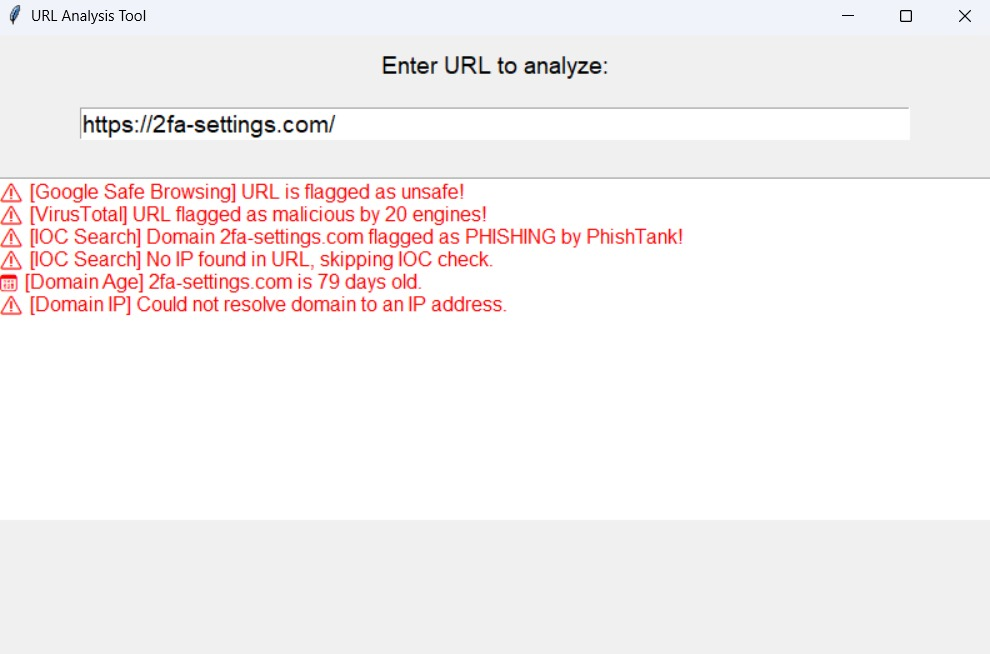 URL Analysis Tool
Enter URL to analyze:
https://2fa-settings.com/
[Google Safe Browsing] URL is flagged as unsafe!
[VirusTotal] URL flagged as malicious by 20 engines!
[IOC Search] Domain 2fa-settings.com flagged as PHISHING by PhishTank!
[IOC Search] No IP found in URL, skipping IOC check.
[Domain Age] 2fa-settings.com is 79 days old.
[Domain IP] Could not resolve domain to an IP address.